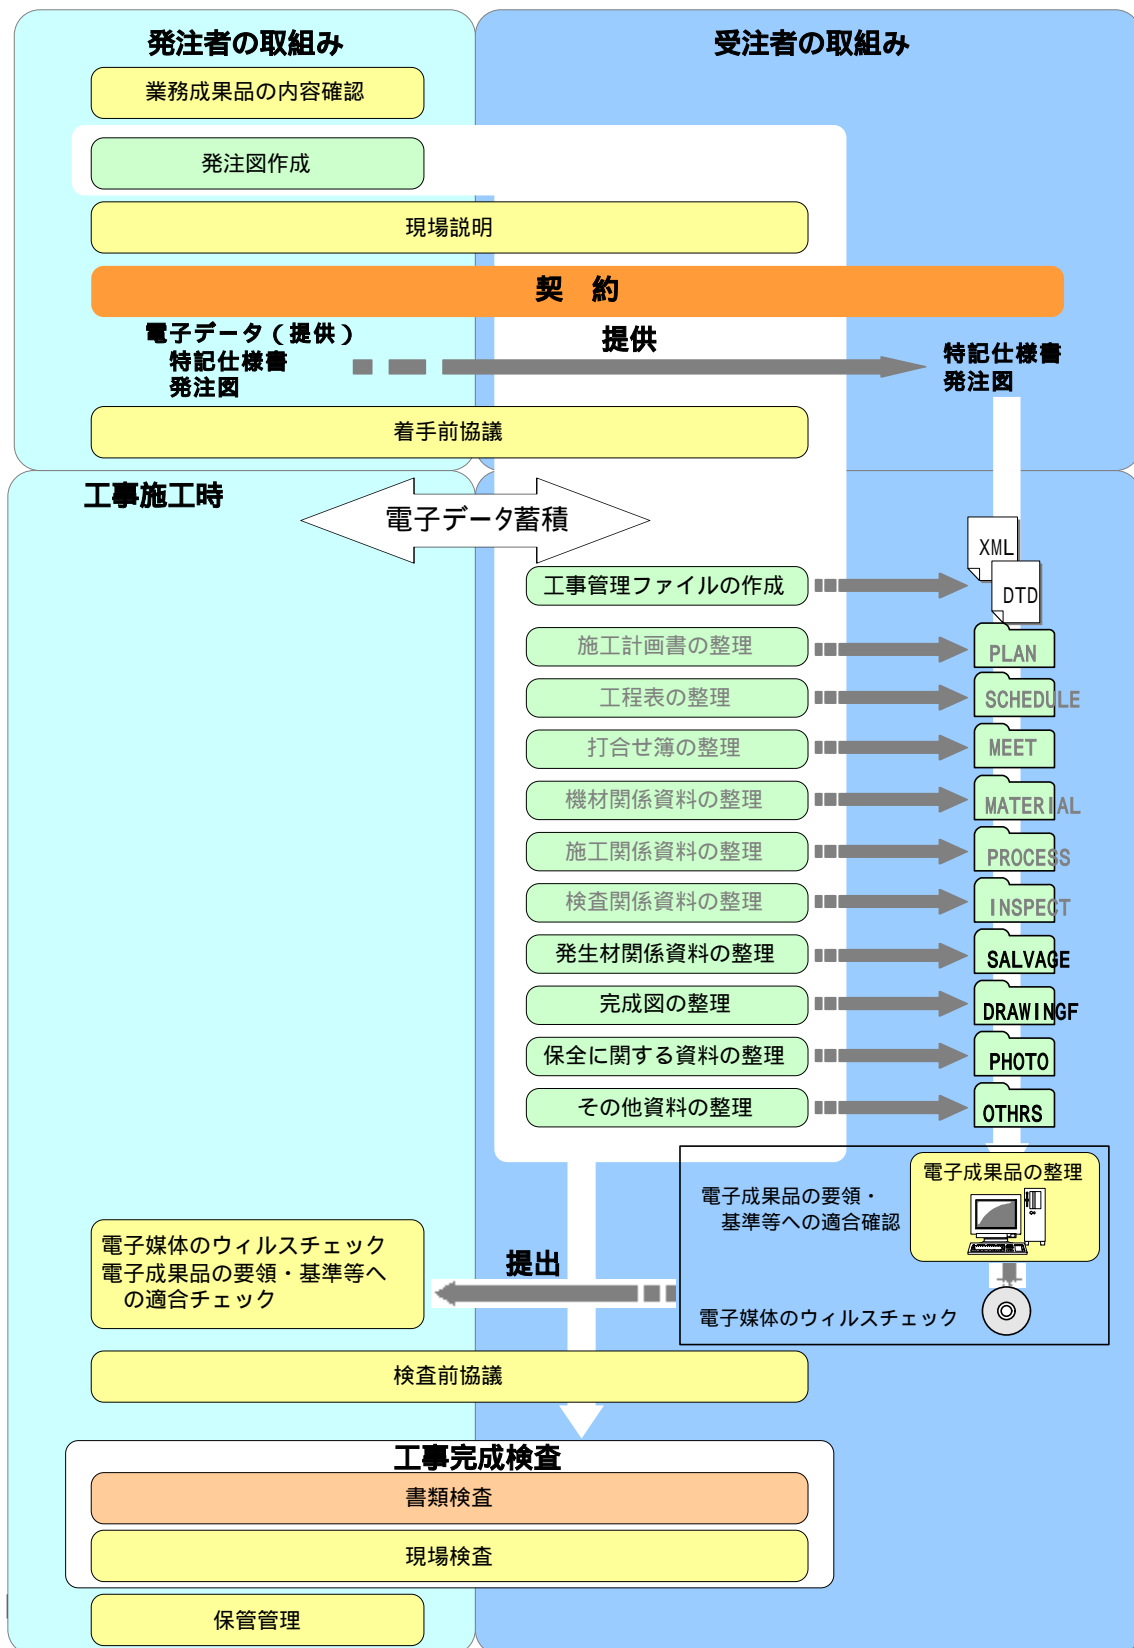 発注者の取組み
受注者の取組み
業務成果品の内容確認
発注図作成
現場説明
契 約
電子データ（提供）
特記仕様書
発注図
提供
特記仕様書
発注図
着手前協議
工事施工時
電子データ蓄積
XML
DTD
工事管理ファイルの作成
施工計画書の整理
PLAN
工程表の整理
SCHEDULE
打合せ簿の整理
MEET
機材関係資料の整理
MATERIAL
施工関係資料の整理
PROCESS
検査関係資料の整理
INSPECT
発生材関係資料の整理
SALVAGE
完成図の整理
DRAWINGF
保全に関する資料の整理
PHOTO
その他資料の整理
OTHRS
電子成果品の整理
電子成果品の要領・
基準等への適合確認
電子媒体のウィルスチェック
提出
電子媒体のウィルスチェック
電子成果品の要領・基準等へ
の適合チェック
検査前協議
工事完成検査
書類検査
現場検査
保管管理